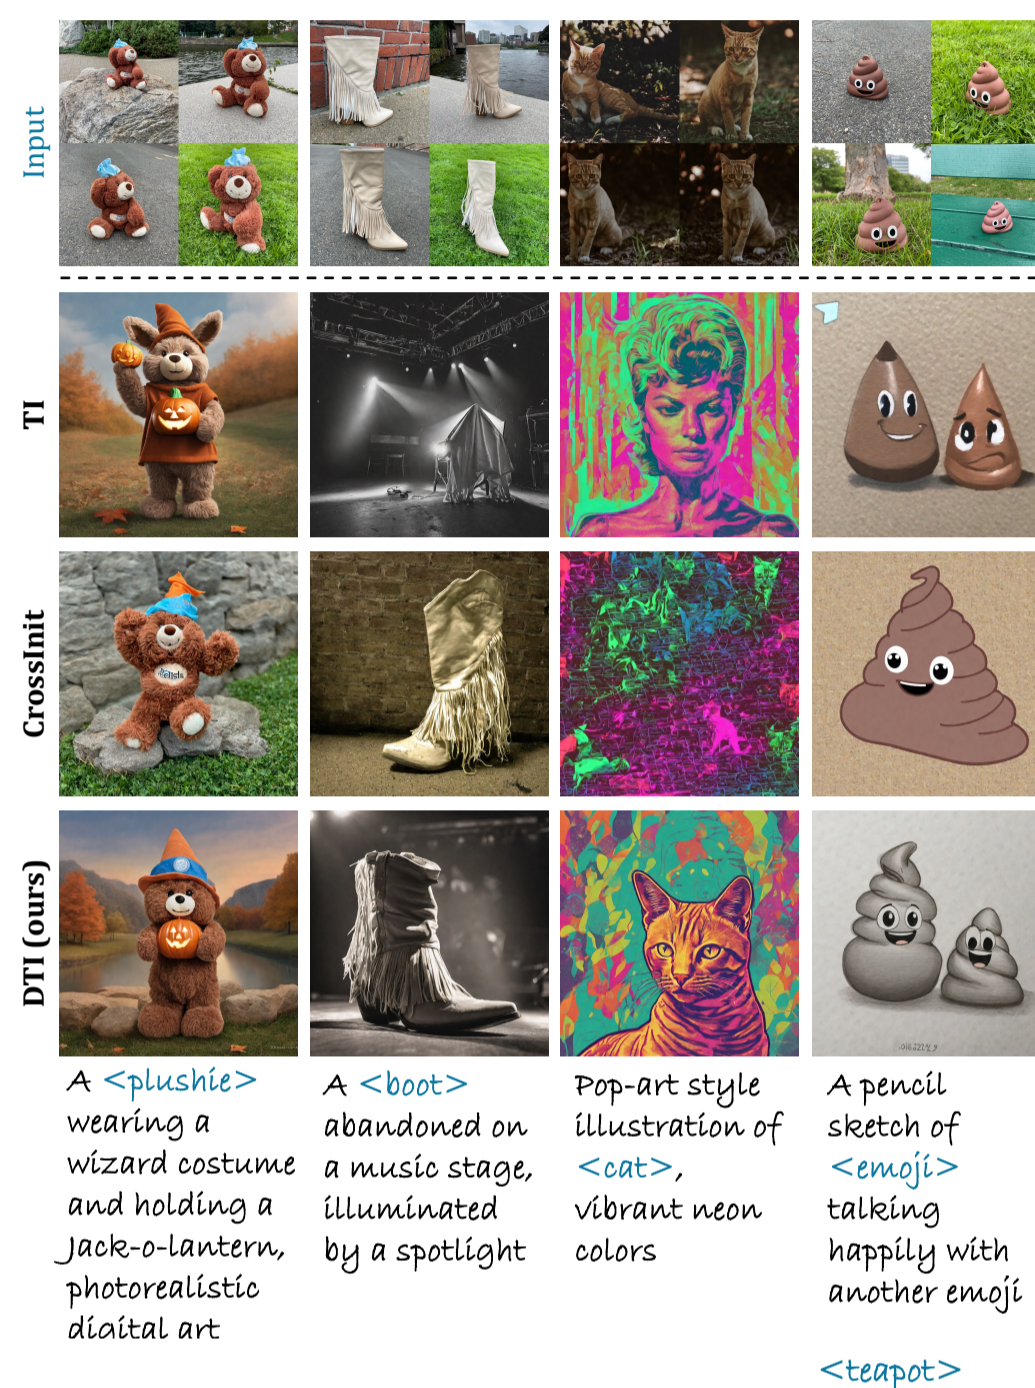 Input
TI
CrossInit
DTI (ours)
A <plushie>
wearing a
wizard costume
and holding a
Jack-o-lantern,
photorealistic
digital art
A <boot>
abandoned on
a music stage,
illuminated
by a spotlight
Pop-art style
illustration of
<cat>,
vibrant neon
colors
A pencil
sketch of
<emoji>
talking
happily with
another emoji
<teapot>